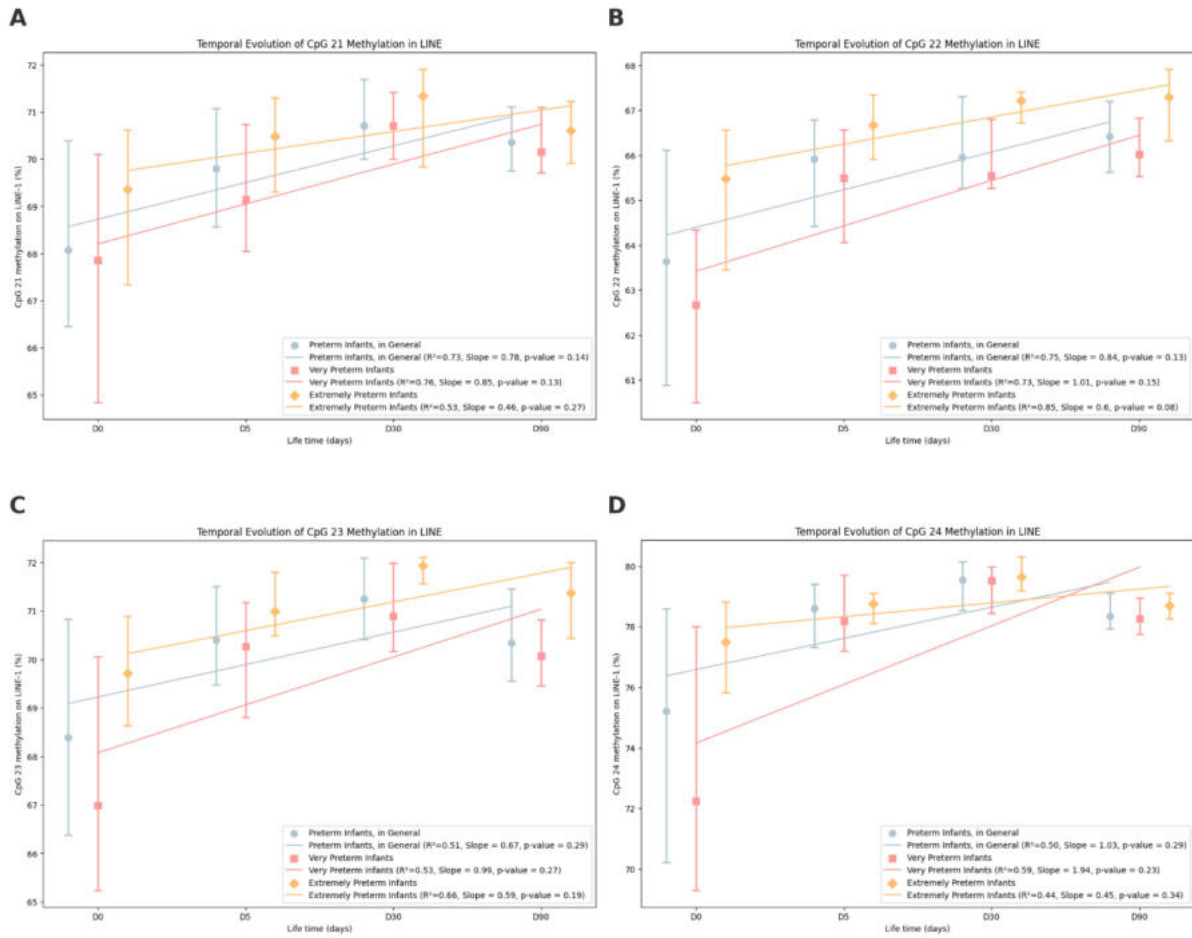 A
Temporal Evolution of CpG 21 Methylation in LINE
CpG 21 methylation on LINE-1 (%)
72
71
70
69
68
67
66
65
Preterm Infants, in General
Preterm Infants, in General (R²=0.73, Slope = 0.78, p-value = 0.14)
Very Preterm Infants
Very Preterm Infants (R²=0.76, Slope = 0.85, p-value = 0.13)
Extremely Preterm Infants
Extremely Preterm Infants (R²=0.53, Slope = 0.46, p-value = 0.27)
D0 D5 D30 D90
Life time (days)
B
Temporal Evolution of CpG 22 Methylation in LINE
CpG 22 methylation on LINE-1 (%)
68
67
66
65
64
63
62
61
Preterm Infants, in General
Preterm Infants, in General (R²=0.75, Slope = 0.84, p-value = 0.13)
Very Preterm Infants
Very Preterm Infants (R²=0.73, Slope = 1.01, p-value = 0.15)
Extremely Preterm Infants
Extremely Preterm Infants (R²=0.85, Slope = 0.6, p-value = 0.08)
D0 D5 D30 D90
Life time (days)
C
Temporal Evolution of CpG 23 Methylation in LINE
CpG 23 methylation on LINE-1 (%)
72
71
70
69
68
67
66
65
Preterm Infants, in General
Preterm Infants, in General (R²=0.51, Slope = 0.67, p-value = 0.29)
Very Preterm Infants
Very Preterm Infants (R²=0.53, Slope = 0.99, p-value = 0.27)
Extremely Preterm Infants
Extremely Preterm Infants (R²=0.66, Slope = 0.59, p-value = 0.19)
D0 D5 D30 D90
Life time (days)
D
Temporal Evolution of CpG 24 Methylation in LINE
CpG 24 methylation on LINE-1 (%)
80
78
76
74
72
70
Preterm Infants, in General
Preterm Infants, in General (R²=0.50, Slope = 1.03, p-value = 0.29)
Very Preterm Infants
Very Preterm Infants (R²=0.59, Slope = 1.94, p-value = 0.23)
Extremely Preterm Infants
Extremely Preterm Infants (R²=0.44, Slope = 0.45, p-value = 0.34)
D0 D5 D30 D90
Life time (days)